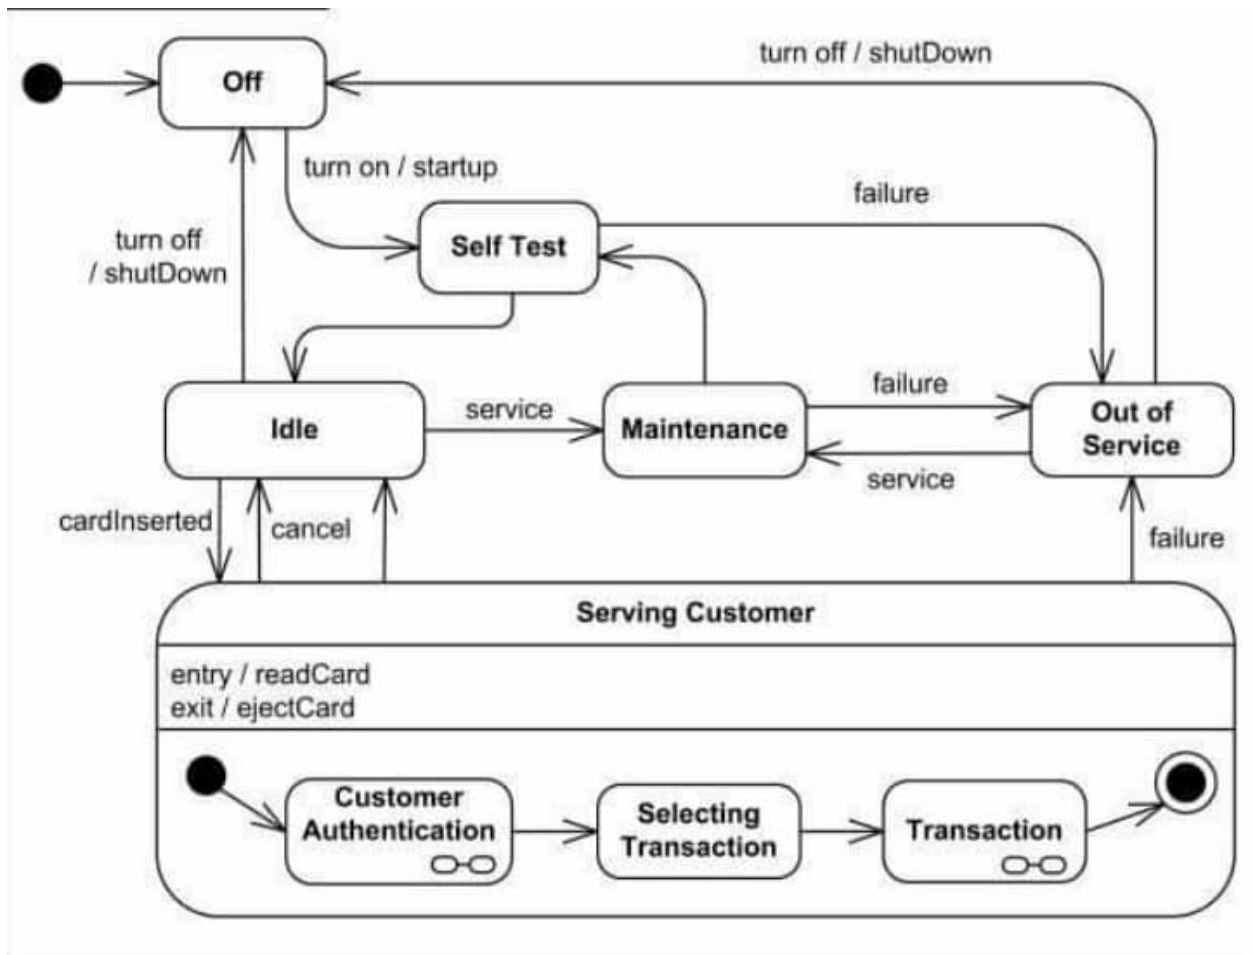 turn off / shutDown
Off
turn on / startup
failure
turn off
/ shutDown
Self Test
failure
service
Idle
Maintenance
Out of
Service
service
cardInserted
cancel
failure
Serving Customer
entry / readCard
exit / ejectCard
Customer
Authentication
Selecting
Transaction
Transaction